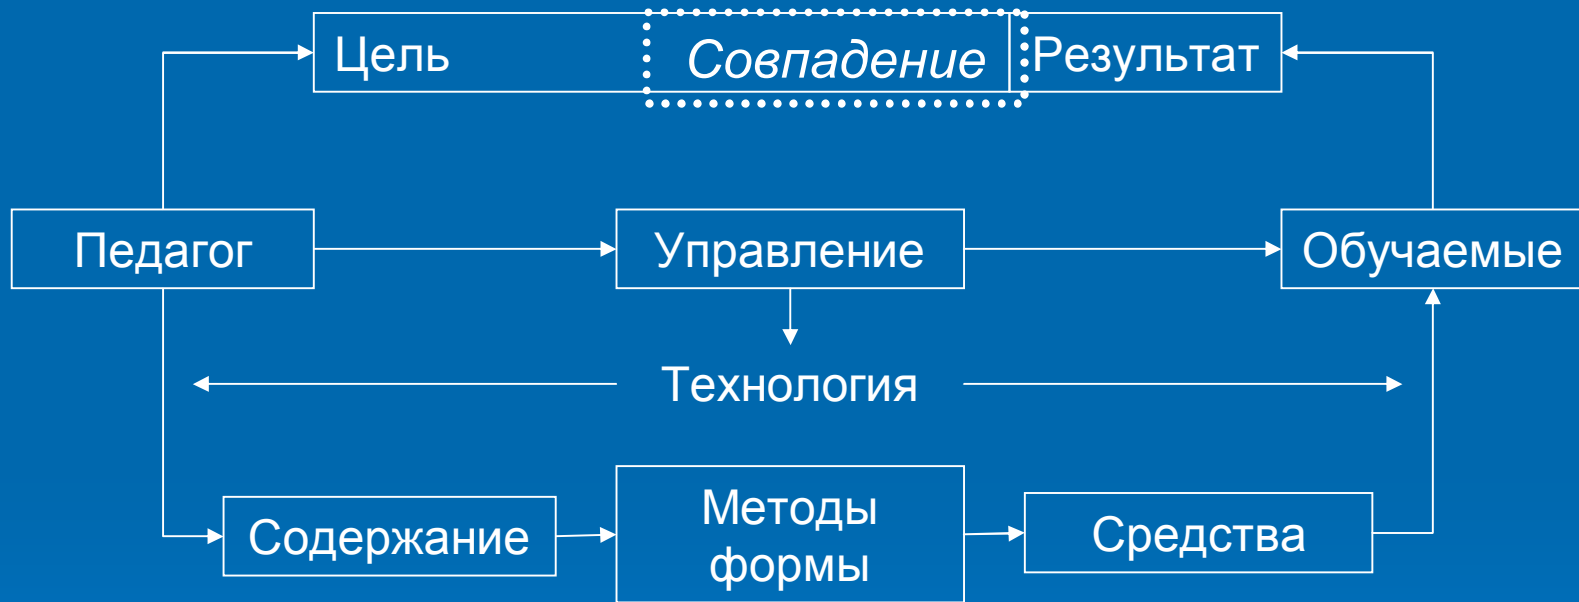 Цель Совпадение Результат
Педагог Управление Обучаемые
Технология
Содержание Методы формы Средства